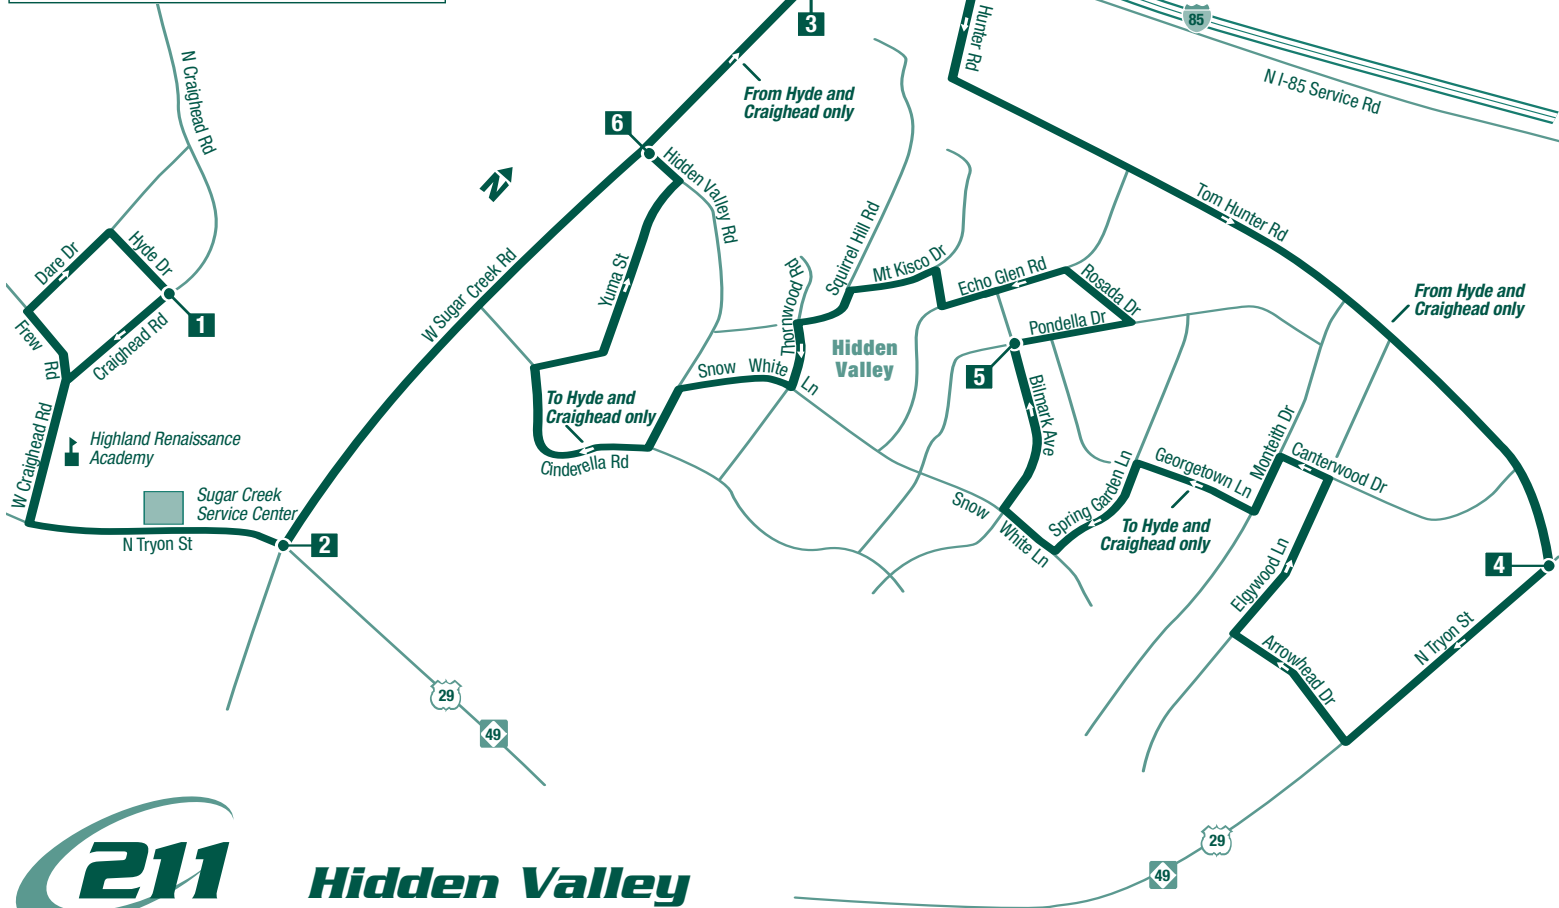 3
Hunter Rd
85
N I-85 Service Rd
N Craighead Rd
From Hyde and
Craighead only
6
Hidden Valley Rd
N
Tom Hunter Rd
Squirrel Hill Rd
Mt Kisco Dr
Echo Glen Rd
Rosada Dr
Dare Dr
Hyde Dr
W Sugar Creek Rd
Yuma St
Thornwood Rd
From Hyde and
Craighead only
1
Frew Rd
Craighead Rd
Pondella Dr
Hidden
Valley
5
Snow White Ln
Bilmark Ave
To Hyde and
Craighead only
Cinderella Rd
W Craighead Rd
Highland Renaissance
Academy
Monteith Dr
Canterwood Dr
Georgetown Ln
Spring Garden Ln
Sugar Creek
Service Center
Snow White Ln
To Hyde and
Craighead only
N Tryon St
2
4
Elgywood Ln
N Tryon St
Arrowhead Dr
29
49
29
49
211
Hidden Valley